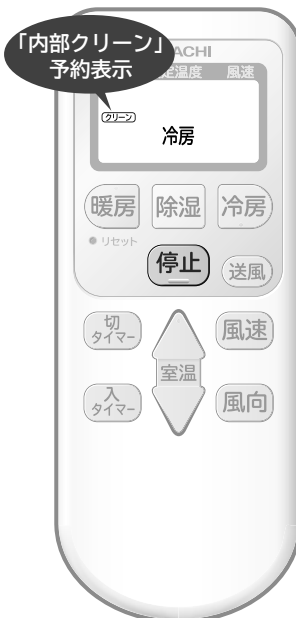 「内部クリーン」
予約表示
ACHI
定温度 風速
クリーン
冷房
暖房 除湿 冷房
リセット
停止 送風
切
タイマー
風速
室温
入
タイマー
風向